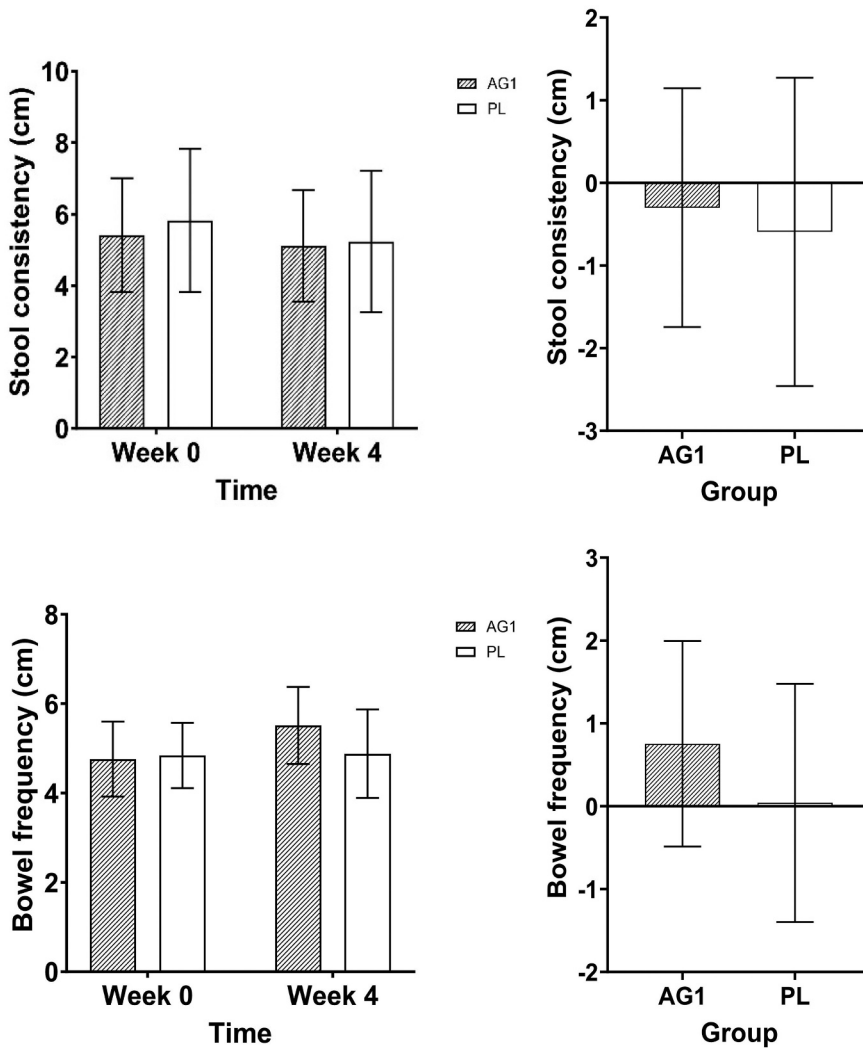 Stool consistency (cm)
10
8
6
4
2
0
Week 0 Week 4
Time
AG1
PL
Stool consistency (cm)
2
1
0
-1
-2
-3
AG1 PL
Group
Bowel frequency (cm)
8
6
4
2
0
Week 0 Week 4
Time
AG1
PL
Bowel frequency (cm)
3
2
1
0
-1
-2
AG1 PL
Group